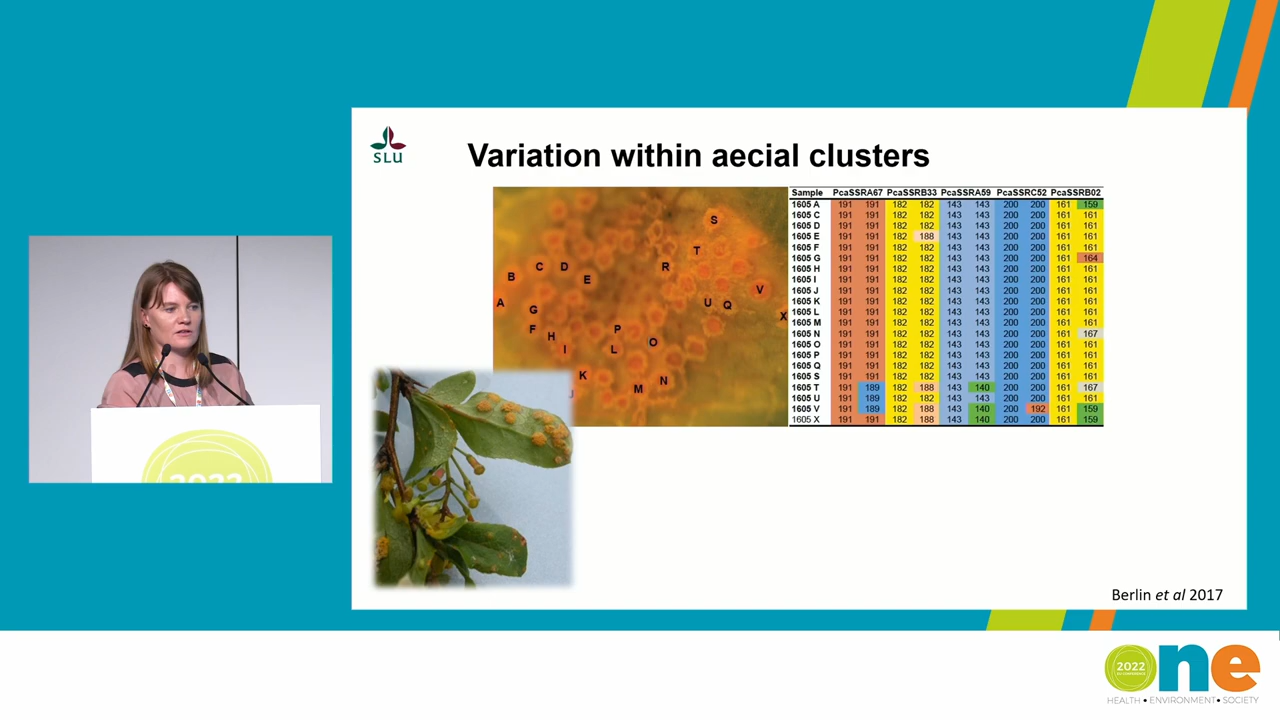 SLU
Variation within aecial clusters
S
T
C D R
B E
V
A U Q
G X
F P
H
I L O
K
M N
J
Sample PcaSSRA67 PcaSSRB33 PcaSSRA59 PcaSSRC52 PcaSSRB02
1605 A 191 191 182 182 143 143 200 200 161 159
1605 C 191 191 182 182 143 143 200 200 161 161
1605 D 191 191 182 182 143 143 200 200 161 161
1605 E 191 191 182 188 143 143 200 200 161 161
1605 F 191 191 182 182 143 143 200 200 161 161
1605 G 191 191 182 182 143 143 200 200 161 164
1605 H 191 191 182 182 143 143 200 200 161 161
1605 I 191 191 182 182 143 143 200 200 161 161
1605 J 191 191 182 182 143 143 200 200 161 161
1605 K 191 191 182 182 143 143 200 200 161 161
1605 L 191 191 182 182 143 143 200 200 161 161
1605 M 191 191 182 182 143 143 200 200 161 161
1605 N 191 191 182 182 143 143 200 200 161 167
1605 O 191 191 182 182 143 143 200 200 161 161
1605 P 191 191 182 182 143 143 200 200 161 161
1605 Q 191 191 182 182 143 143 200 200 161 161
1605 S 191 191 182 182 143 143 200 200 161 161
1605 T 191 189 182 188 143 140 200 200 161 167
1605 U 191 189 182 182 143 143 200 200 161 161
1605 V 191 189 182 188 143 140 200 192 161 159
1605 X 191 191 182 188 143 140 200 200 161 159
Berlin et al 2017
2022
2022
one
HEALTH • ENVIRONMENT • SOCIETY